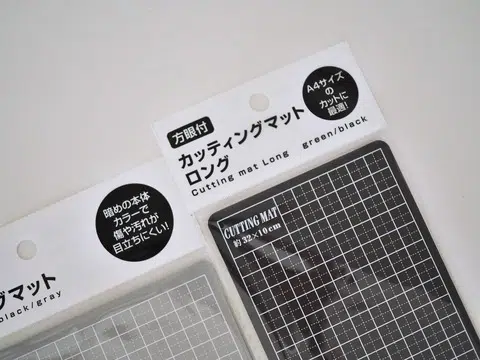 方眼付
カッティングマット
ロング
Cutting mat Long green/black
A4サイズ
の
カットに
最適!
CUTTING MAT
約32×10cm
暗めの本体
カラーで
傷や汚れが
目立ちにくい!
グマット
black/gray